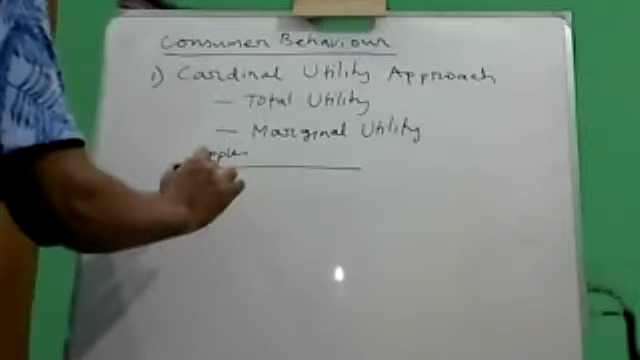 Consumer Behaviour
1) Cardinal Utility Approach
— Total Utility
— Marginal Utility